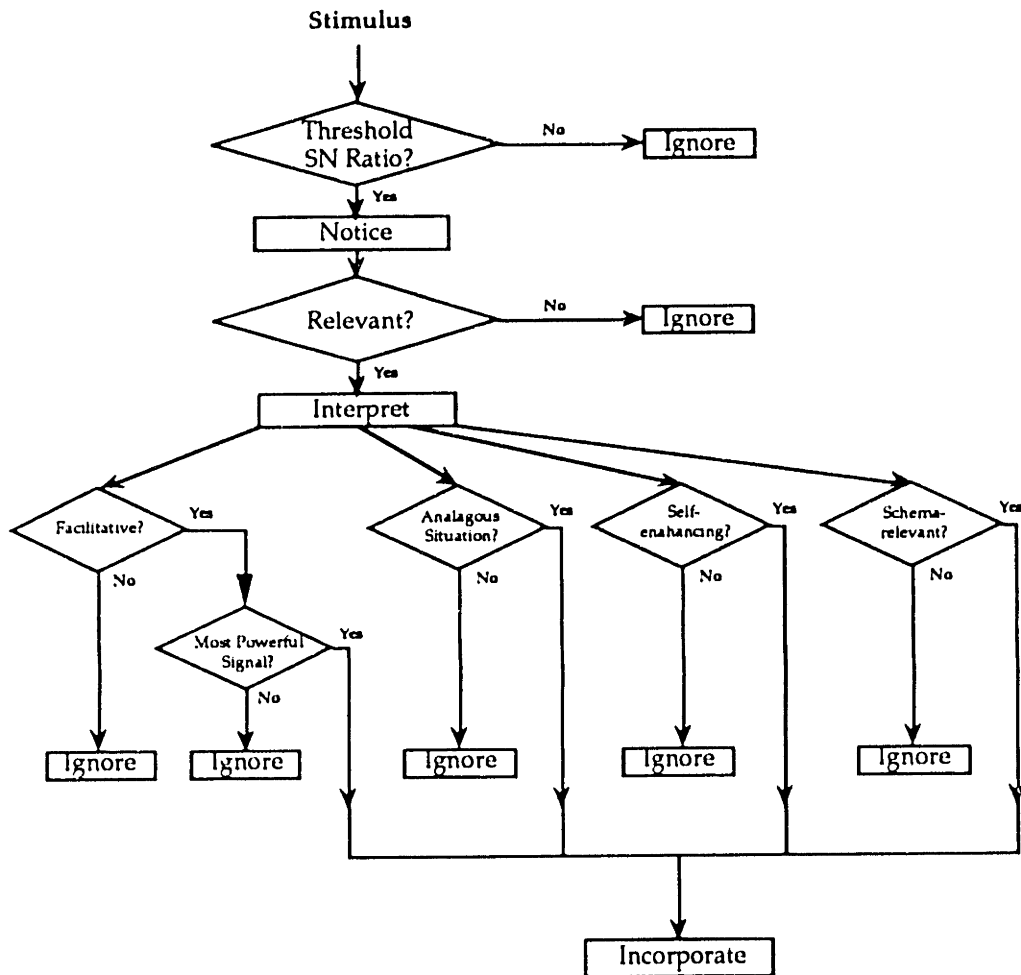 Stimulus
Threshold
SN Ratio?
No
Ignore
Yes
Notice
Relevant?
No
Ignore
Yes
Interpret
Facilitative?
Yes
Analagous
Situation?
Yes
Self-
enahancing?
Yes
Schema-
relevant?
Yes
No
No
No
No
Most Powerful
Signal?
Yes
No
Ignore
Ignore
Ignore
Ignore
Ignore
Incorporate